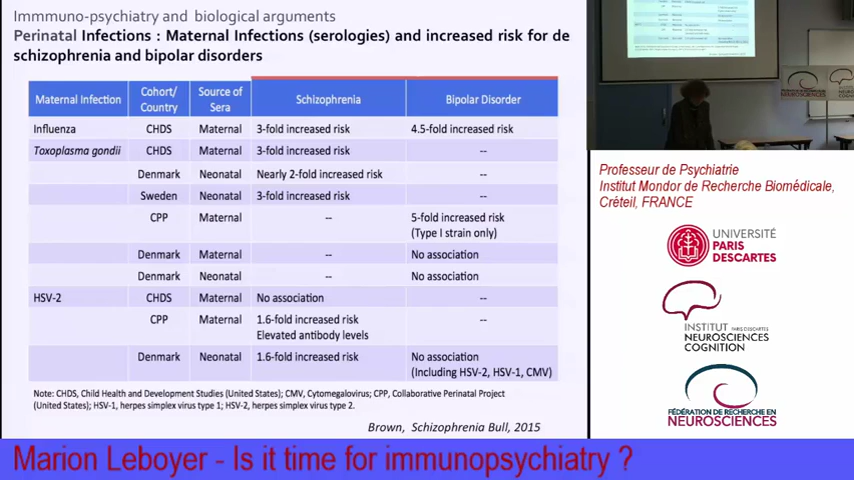 Immmuno-psychiatry and biological arguments
Perinatal Infections : Maternal Infections (serologies) and increased risk for de
schizophrenia and bipolar disorders
Maternal Infection Cohort/ Country Source of Sera Schizophrenia Bipolar Disorder
Influenza CHDS Maternal 3-fold increased risk 4.5-fold increased risk
Toxoplasma gondii CHDS Maternal 3-fold increased risk --
Denmark Neonatal Nearly 2-fold increased risk --
Sweden Neonatal 3-fold increased risk --
CPP Maternal -- 5-fold increased risk
(Type I strain only)
Denmark Maternal -- No association
Denmark Neonatal -- No association
HSV-2 CHDS Maternal No association --
CPP Maternal 1.6-fold increased risk --
Elevated antibody levels
Denmark Neonatal 1.6-fold increased risk No association
(Including HSV-2, HSV-1, CMV)
Note: CHDS, Child Health and Development Studies (United States); CMV, Cytomegalovirus; CPP, Collaborative Perinatal Project
(United States); HSV-1, herpes simplex virus type 1; HSV-2, herpes simplex virus type 2.
Brown, Schizophrenia Bull, 2015
NEUROSCIENCES
NEUROSCIENCES
COGNITION
Professeur de Psychiatrie
Institut Mondor de Recherche Biomédicale,
Créteil, FRANCE
UNIVERSITÉ
PARIS
DESCARTES
INSTITUT PARIS DESCARTES
NEUROSCIENCES
COGNITION
FÉDÉRATION DE RECHERCHE EN
NEUROSCIENCES
Marion Leboyer - Is it time for immunopsychiatry ?